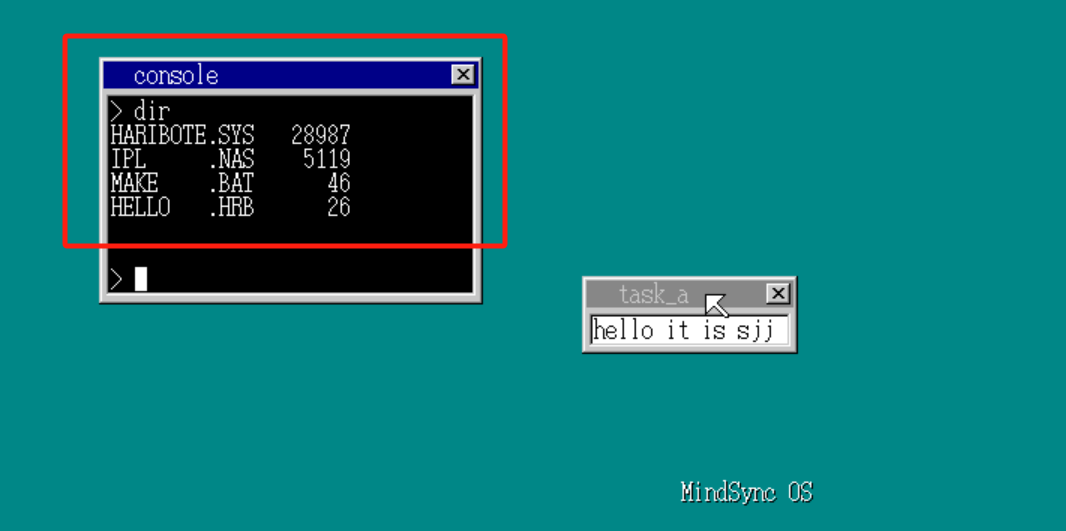 console
> dir
HARIBOTE.SYS 28987
IPL .NAS 5119
MAKE .BAT 46
HELLO .HRB 26
>
task_a
hello it is sjj
MindSync OS